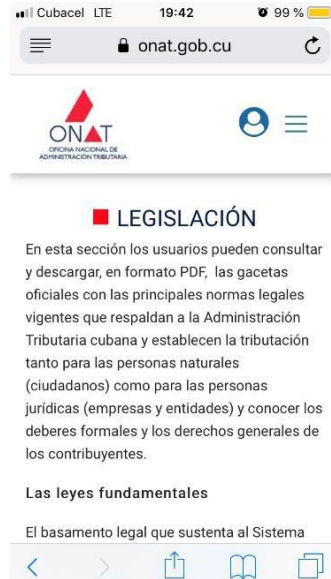 Cubacel LTE 19:42 99 %
onat.gob.cu
ONAT
OFICINA NACIONAL DE
ADMINISTRACIÓN TRIBUTARIA
LEGISLACIÓN
En esta sección los usuarios pueden consultar
y descargar, en formato PDF, las gacetas
oficiales con las principales normas legales
vigentes que respaldan a la Administración
Tributaria cubana y establecen la tributación
tanto para las personas naturales
(ciudadanos) como para las personas
jurídicas (empresas y entidades) y conocer los
deberes formales y los derechos generales de
los contribuyentes.
Las leyes fundamentales
El basamento legal que sustenta al Sistema